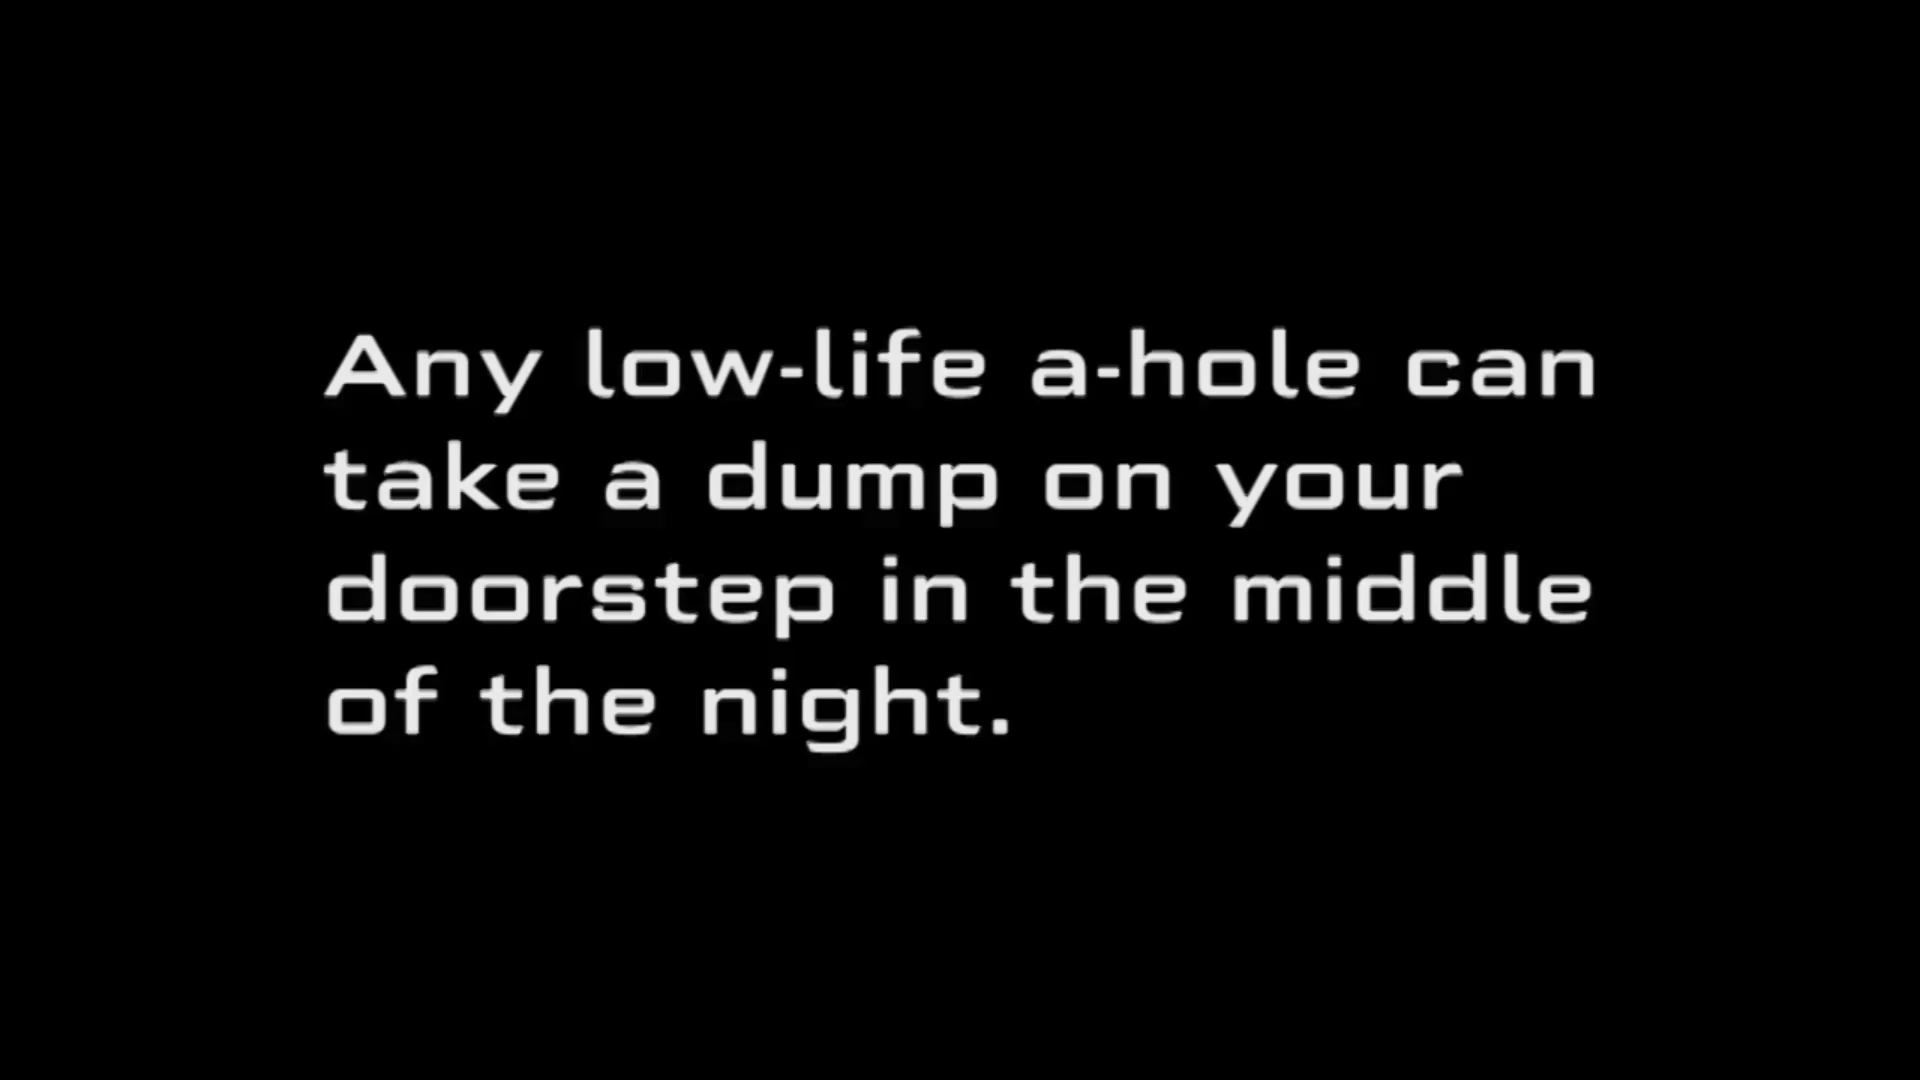 Any low-life a-hole can
take a dump on your
doorstep in the middle
of the night.